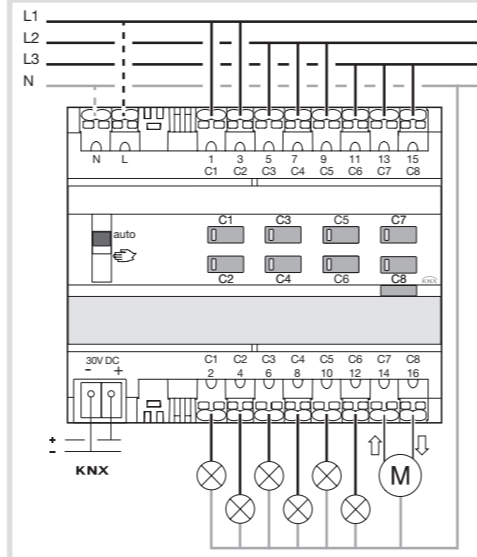 L1
L2
L3
N
N L 1 3 5 7 9 11 13 15
C1 C2 C3 C4 C5 C6 C7 C8
auto
C1 C3 C5 C7
C2 C4 C6 C8
KNX
30V DC
- +
C1 C2 C3 C4 C5 C6 C7 C8
2 4 6 8 10 12 14 16
+
-
KNX
M